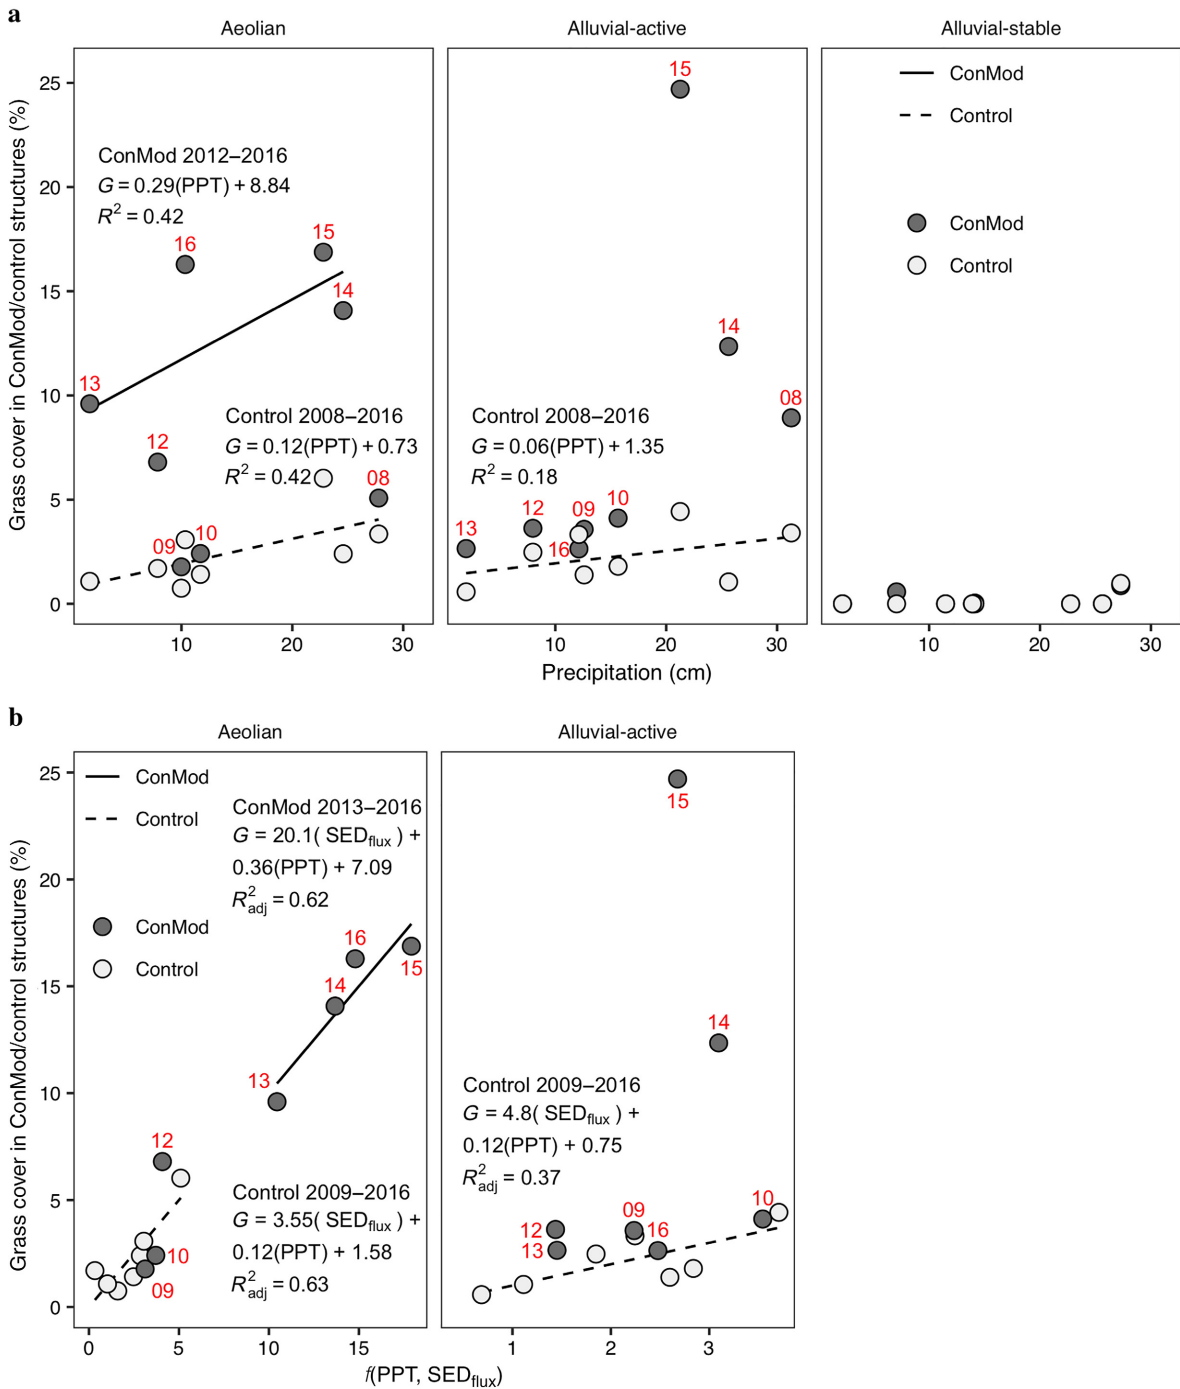 a
Aeolian
Alluvial-active
Alluvial-stable
Grass cover in ConMod/control structures (%)
25
20
15
10
5
0
ConMod 2012–2016
G = 0.29(PPT) + 8.84
R² = 0.42
16
15
14
13
12
Control 2008–2016
G = 0.12(PPT) + 0.73
R² = 0.42
08
09
10
15
14
08
Control 2008–2016
G = 0.06(PPT) + 1.35
R² = 0.18
13
12
09
10
16
ConMod
Control
ConMod
Control
10
20
30
10
20
30
10
20
30
Precipitation (cm)
b
Aeolian
Alluvial-active
Grass cover in ConMod/control structures (%)
25
20
15
10
5
0
ConMod
Control
ConMod
Control
ConMod 2013–2016
G = 20.1( SED_flux ) +
0.36(PPT) + 7.09
R²_adj = 0.62
16
15
14
13
12
10
09
Control 2009–2016
G = 3.55( SED_flux ) +
0.12(PPT) + 1.58
R²_adj = 0.63
15
14
Control 2009–2016
G = 4.8( SED_flux ) +
0.12(PPT) + 0.75
R²_adj = 0.37
12
13
09
16
10
0
5
10
15
1
2
3
f(PPT, SED_flux)